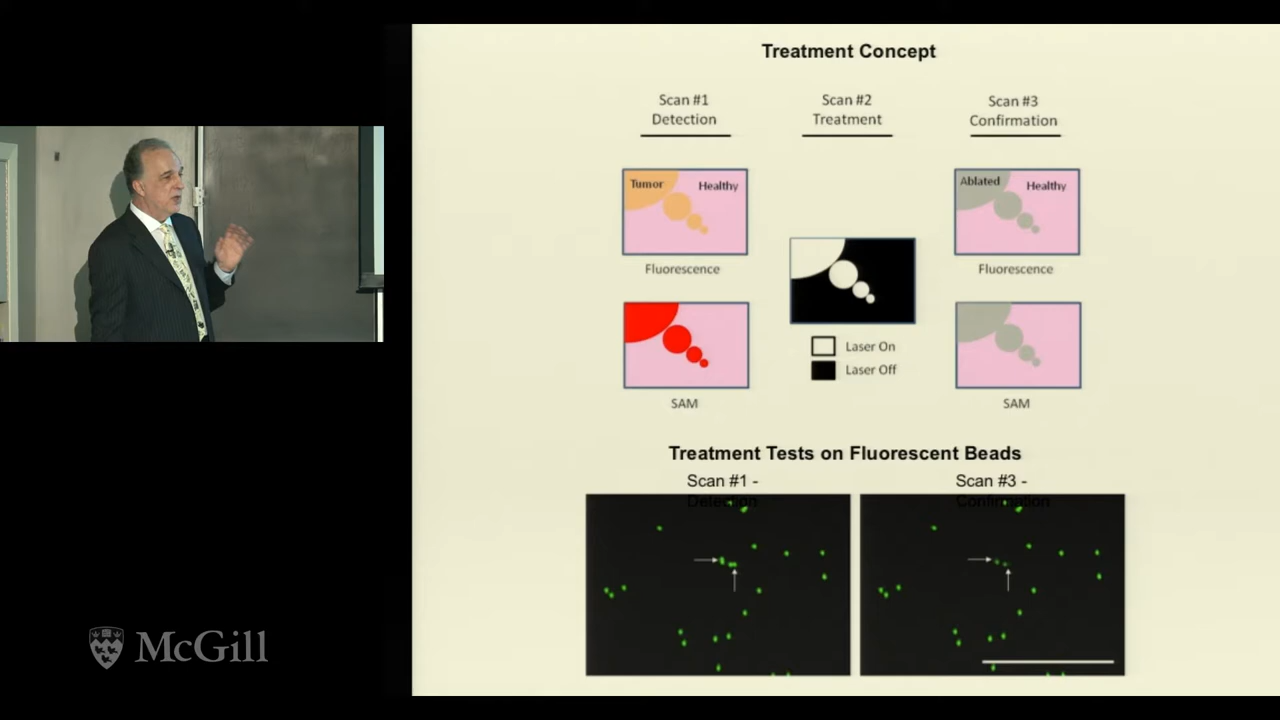 Treatment Concept
Scan #1
Detection
Scan #2
Treatment
Scan #3
Confirmation
Tumor
Healthy
Ablated
Healthy
Fluorescence
Fluorescence
Laser On
Laser Off
SAM
SAM
Treatment Tests on Fluorescent Beads
Scan #1 -
Detection
Scan #3 -
Confirmation
McGill